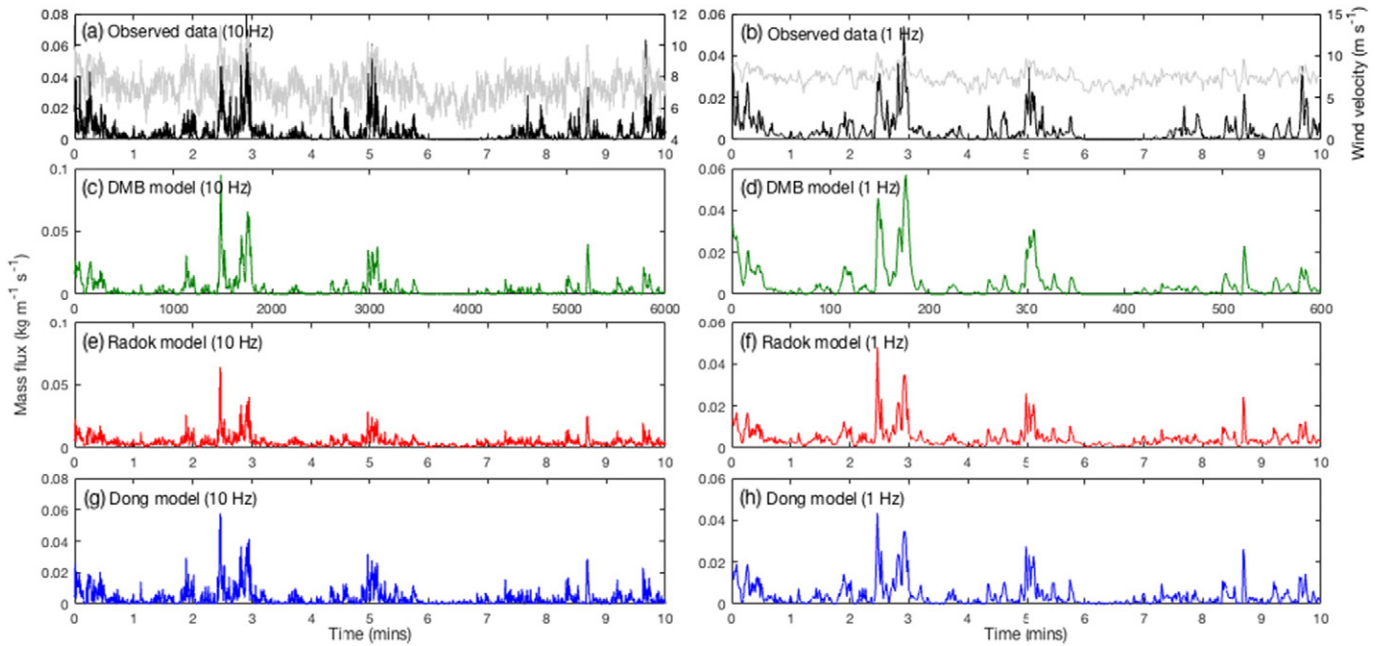 (a) Observed data (10 Hz)
0.08
0.06
0.04
0.02
0
12
10
8
6
4
0 1 2 3 4 5 6 7 8 9 10
(b) Observed data (1 Hz)
0.06
0.04
0.02
0
15
10
5
0
Wind velocity (m s⁻¹)
0 1 2 3 4 5 6 7 8 9 10
(c) DMB model (10 Hz)
0.1
0.05
0
0 1000 2000 3000 4000 5000 6000
(d) DMB model (1 Hz)
0.06
0.04
0.02
0
0 100 200 300 400 500 600
Mass flux (kg m⁻¹ s⁻¹)
(e) Radok model (10 Hz)
0.1
0.05
0
0 1 2 3 4 5 6 7 8 9 10
(f) Radok model (1 Hz)
0.06
0.04
0.02
0
0 1 2 3 4 5 6 7 8 9 10
(g) Dong model (10 Hz)
0.08
0.06
0.04
0.02
0
0 1 2 3 4 5 6 7 8 9 10
Time (mins)
(h) Dong model (1 Hz)
0.06
0.04
0.02
0
0 1 2 3 4 5 6 7 8 9 10
Time (mins)